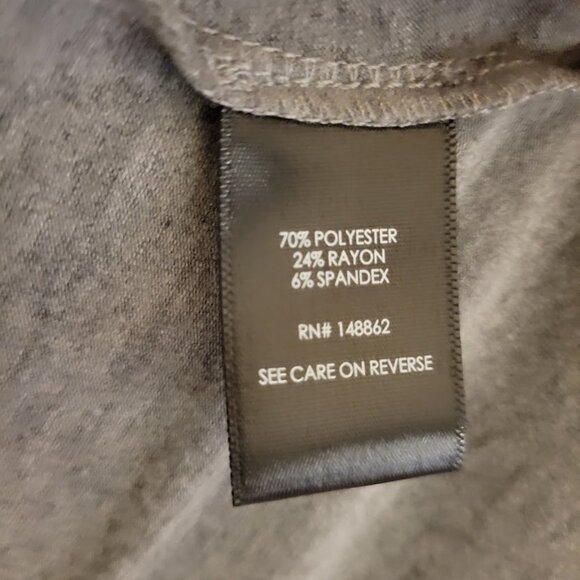 70% POLYESTER
24% RAYON
6% SPANDEX
RN# 148862
SEE CARE ON REVERSE